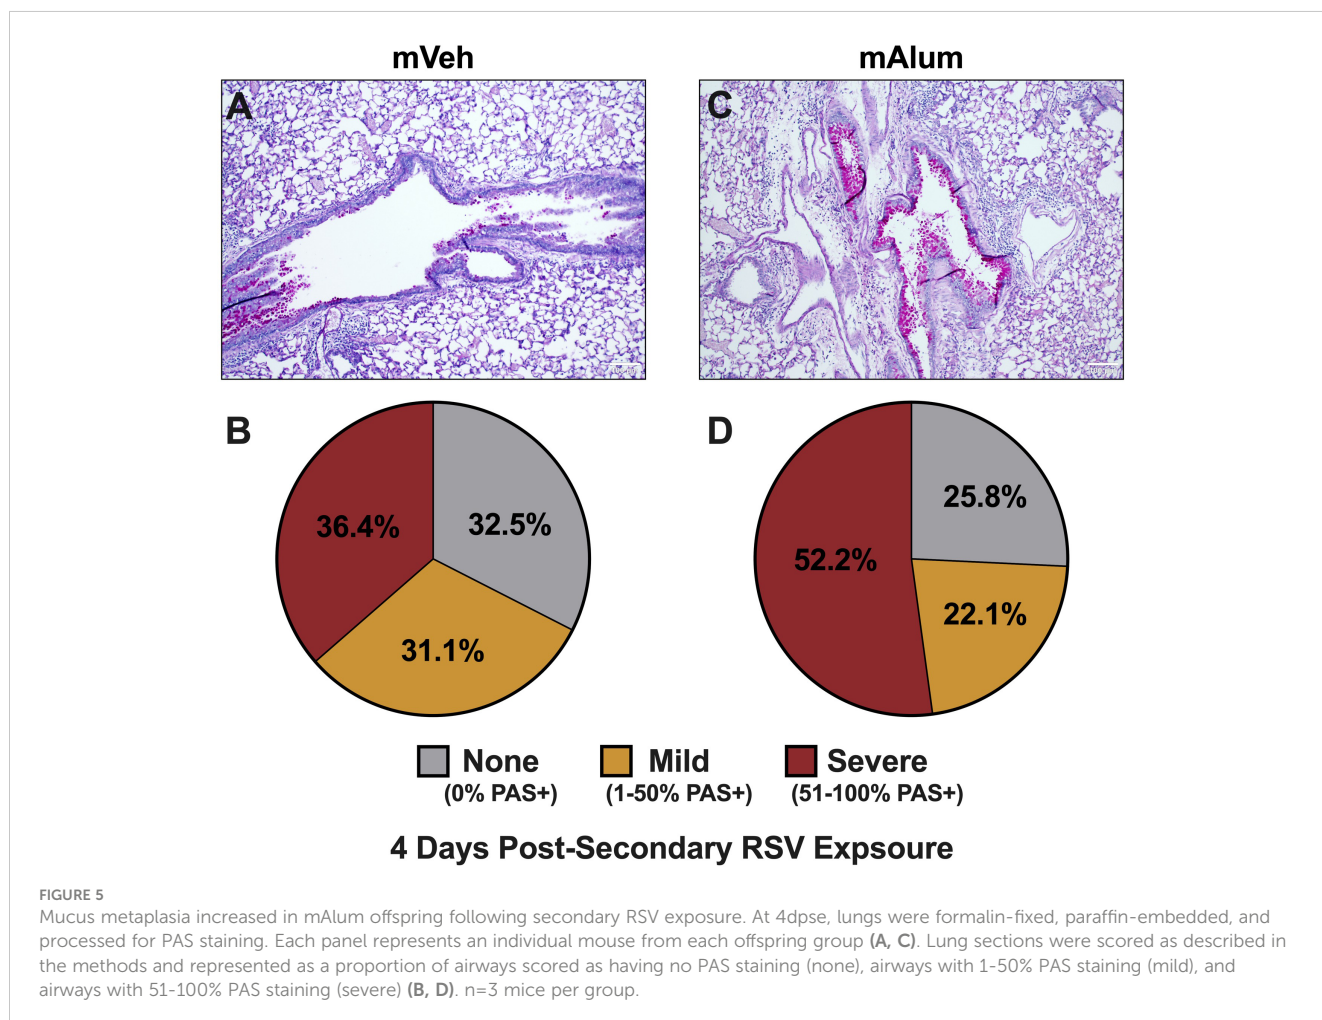 mVeh
mAlum
A
C
B
D
36.4%
32.5%
31.1%
25.8%
52.2%
22.1%
None
(0% PAS+)
Mild
(1-50% PAS+)
Severe
(51-100% PAS+)
4 Days Post-Secondary RSV Expsoure
FIGURE 5
Mucus metaplasia increased in mAlum offspring following secondary RSV exposure. At 4dpse, lungs were formalin-fixed, paraffin-embedded, and
processed for PAS staining. Each panel represents an individual mouse from each offspring group (A, C). Lung sections were scored as described in
the methods and represented as a proportion of airways scored as having no PAS staining (none), airways with 1-50% PAS staining (mild), and
airways with 51-100% PAS staining (severe) (B, D). n=3 mice per group.